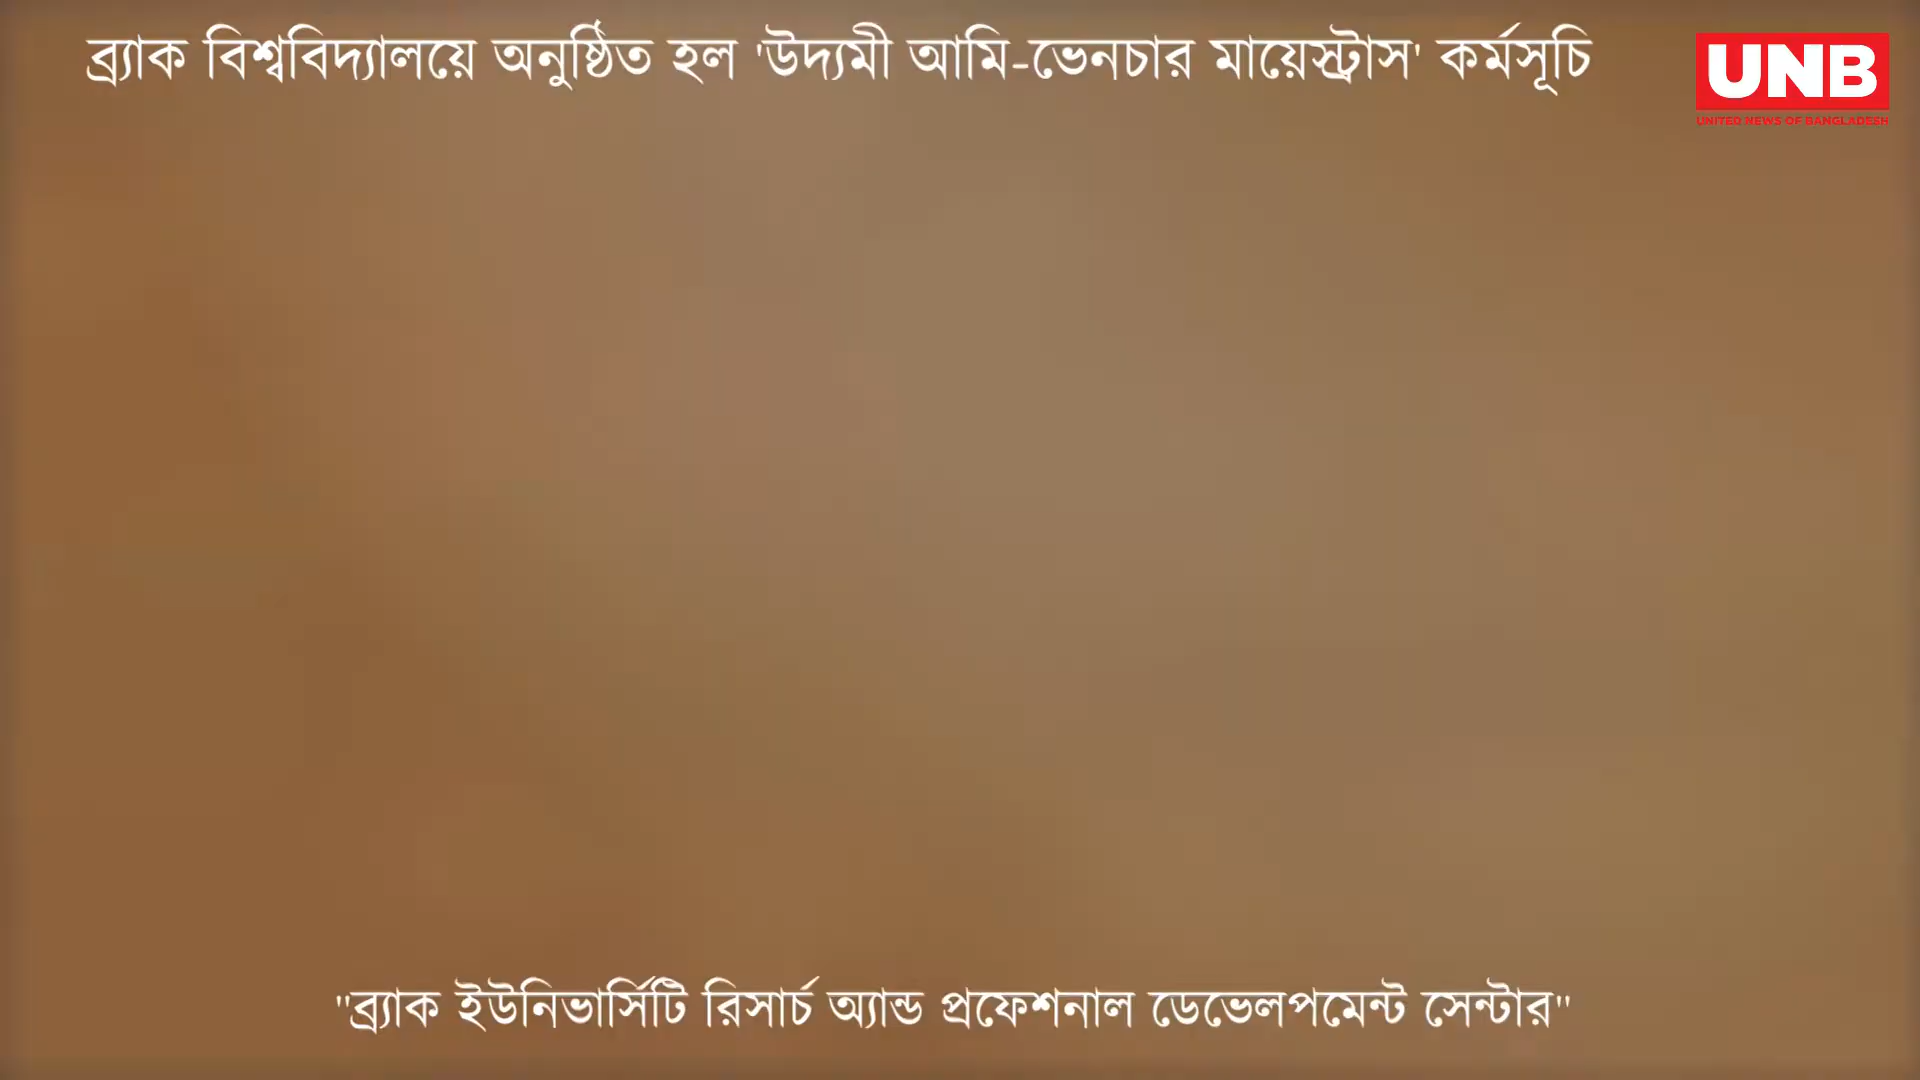 ব্র্যাক বিশ্ববিদ্যালয়ে অনুষ্ঠিত হল 'উদ্যমী আমি-ভেনচার মায়েস্ট্রাস' কর্মসূচি
UNB
UNITED NEWS OF BANGLADESH
"ব্র্যাক ইউনিভার্সিটি রিসার্চ অ্যান্ড প্রফেশনাল ডেভেলপমেন্ট সেন্টার"